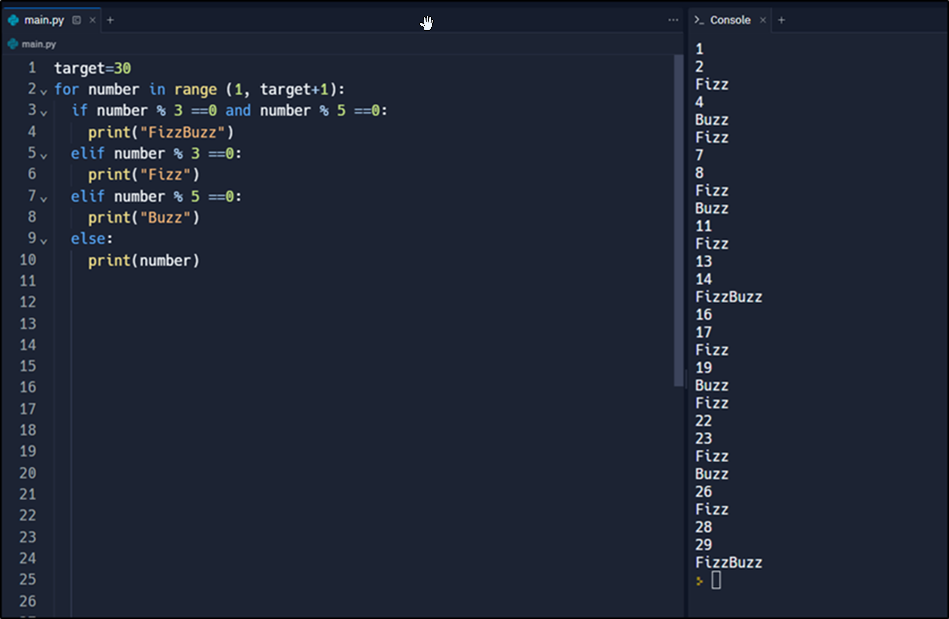 main.py
main.py
1 target=30
2 for number in range (1, target+1):
3 if number % 3 ==0 and number % 5 ==0:
4 print("FizzBuzz")
5 elif number % 3 ==0:
6 print("Fizz")
7 elif number % 5 ==0:
8 print("Buzz")
9 else:
10 print(number)
11
12
13
14
15
16
17
18
19
20
21
22
23
24
25
26
Console
1
2
Fizz
4
Buzz
Fizz
7
8
Fizz
Buzz
11
Fizz
13
14
FizzBuzz
16
17
Fizz
19
Buzz
Fizz
22
23
Fizz
Buzz
26
Fizz
28
29
FizzBuzz